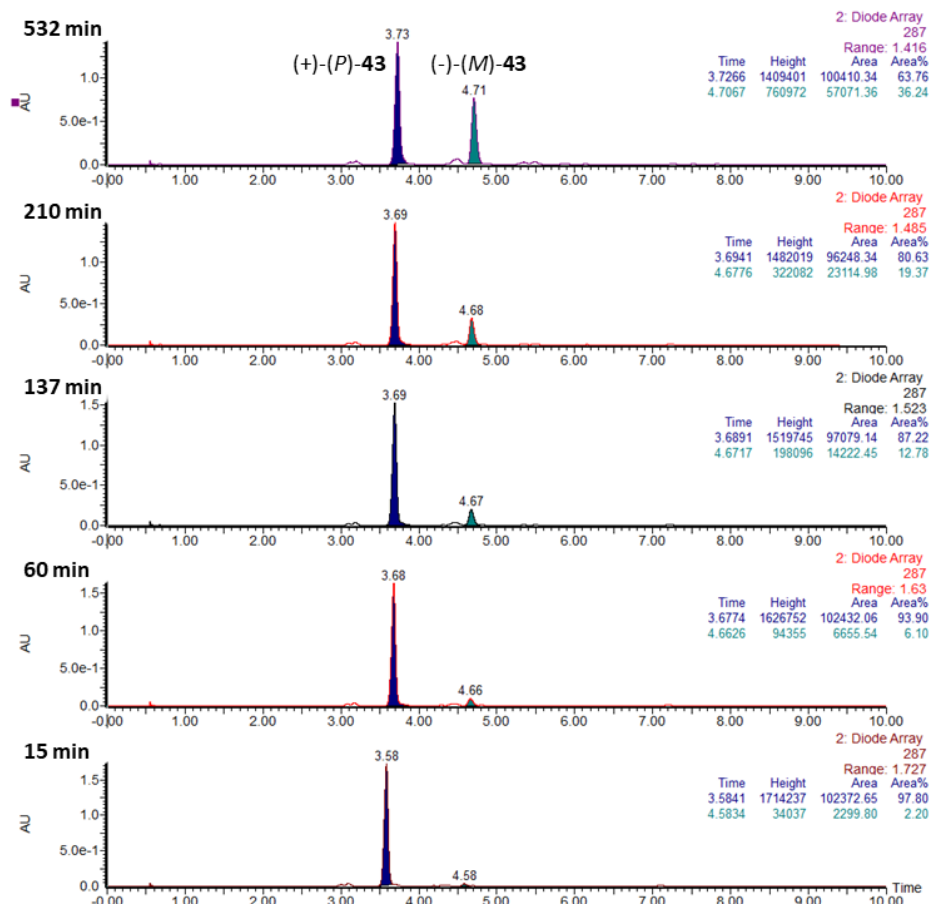 532 min
2: Diode Array
287
Range: 1.416
3.73
(+)-(P)-43 (-)-(M)-43
Time Height Area Area%
3.7266 1409401 100410.34 63.76
4.7067 760972 57071.36 36.24
4.71
AU
1.0
5.0e-1
0.0
-0.00 1.00 2.00 3.00 4.00 5.00 6.00 7.00 8.00 9.00 10.00
210 min
2: Diode Array
287
Range: 1.485
3.69
Time Height Area Area%
3.6941 1482019 96248.34 80.63
4.6776 322082 23114.98 19.37
4.68
AU
1.0
5.0e-1
0.0
-0.00 1.00 2.00 3.00 4.00 5.00 6.00 7.00 8.00 9.00 10.00
137 min
2: Diode Array
287
Range: 1.523
3.69
Time Height Area Area%
3.6891 1519745 97079.14 87.22
4.6717 198096 14222.45 12.78
4.67
AU
1.5
1.0
5.0e-1
0.0
-0.00 1.00 2.00 3.00 4.00 5.00 6.00 7.00 8.00 9.00 10.00
60 min
2: Diode Array
287
Range: 1.63
3.68
Time Height Area Area%
3.6774 1626752 102432.06 93.90
4.6626 94355 6655.54 6.10
4.66
AU
1.5
1.0
5.0e-1
0.0
-0.00 1.00 2.00 3.00 4.00 5.00 6.00 7.00 8.00 9.00 10.00
15 min
2: Diode Array
287
Range: 1.727
3.58
Time Height Area Area%
3.5841 1714237 102372.65 97.80
4.5834 34037 2299.80 2.20
4.58
AU
1.5
1.0
5.0e-1
0.0
Time
-0.00 1.00 2.00 3.00 4.00 5.00 6.00 7.00 8.00 9.00 10.00